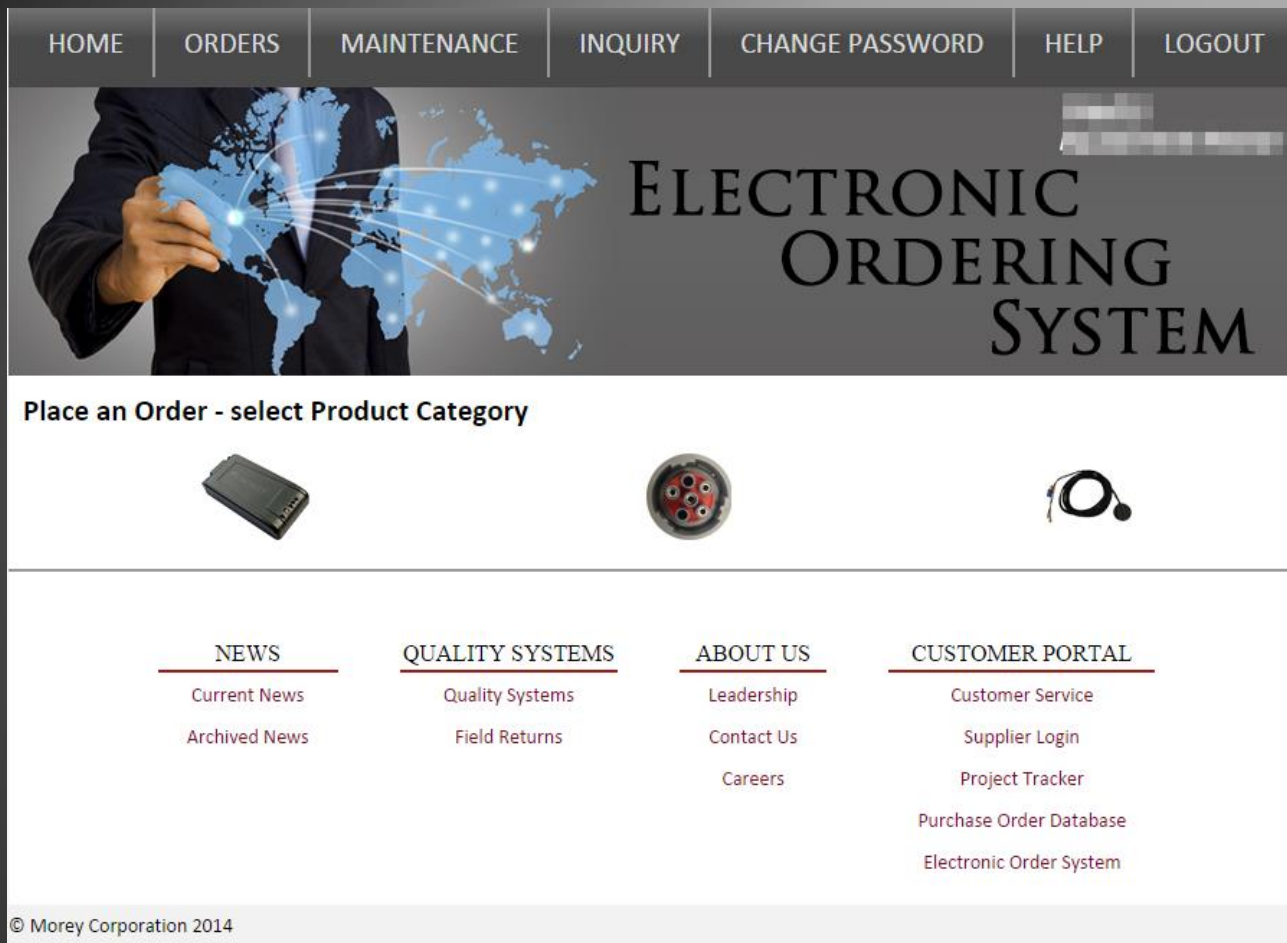 HOME ORDERS MAINTENANCE INQUIRY CHANGE PASSWORD HELP LOGOUT
ELECTRONIC
ORDERING
SYSTEM
Place an Order - select Product Category
NEWS QUALITY SYSTEMS ABOUT US CUSTOMER PORTAL
Current News Quality Systems Leadership Customer Service
Archived News Field Returns Contact Us Supplier Login
Careers Project Tracker
Purchase Order Database
Electronic Order System
© Morey Corporation 2014